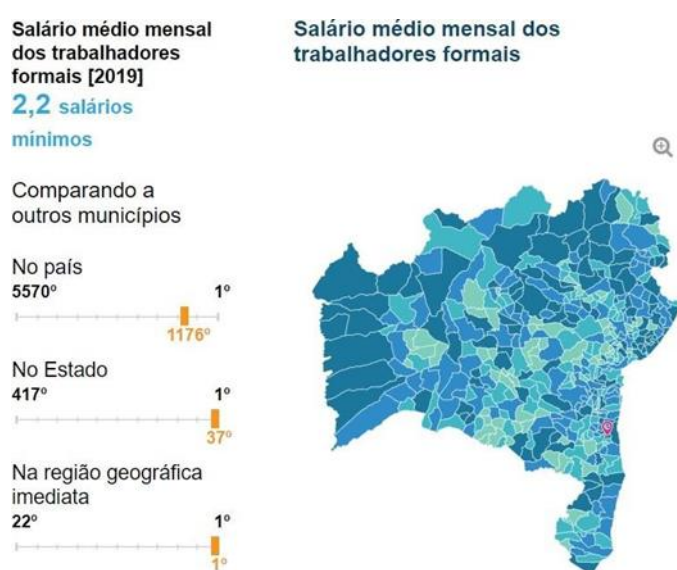 Salário médio mensal
dos trabalhadores
formais [2019]
2,2 salários
mínimos
Comparando a
outros municípios
No país
5570º 1º
1176º
No Estado
417º 1º
37º
Na região geográfica
imediata
22º 1º
1º
Salário médio mensal dos
trabalhadores formais